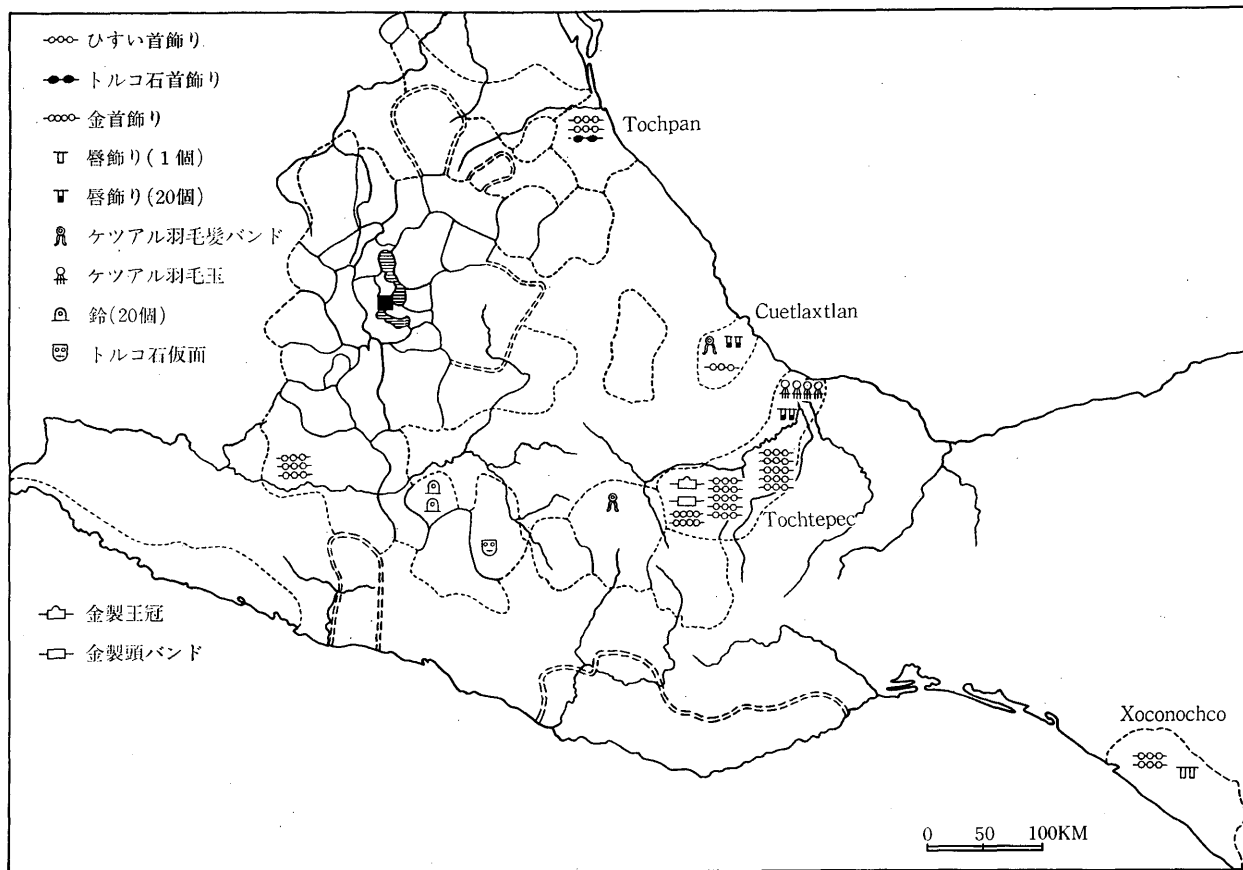 ひすい首飾り
トルコ石首飾り
金首飾り
唇飾り(1個)
唇飾り(20個)
ケツアル羽毛髪バンド
ケツアル羽毛玉
鈴(20個)
トルコ石仮面
Tochpan
Cuetlaxtlan
Tochtepec
金製王冠
金製頭バンド
Xoconochco
0 50 100KM